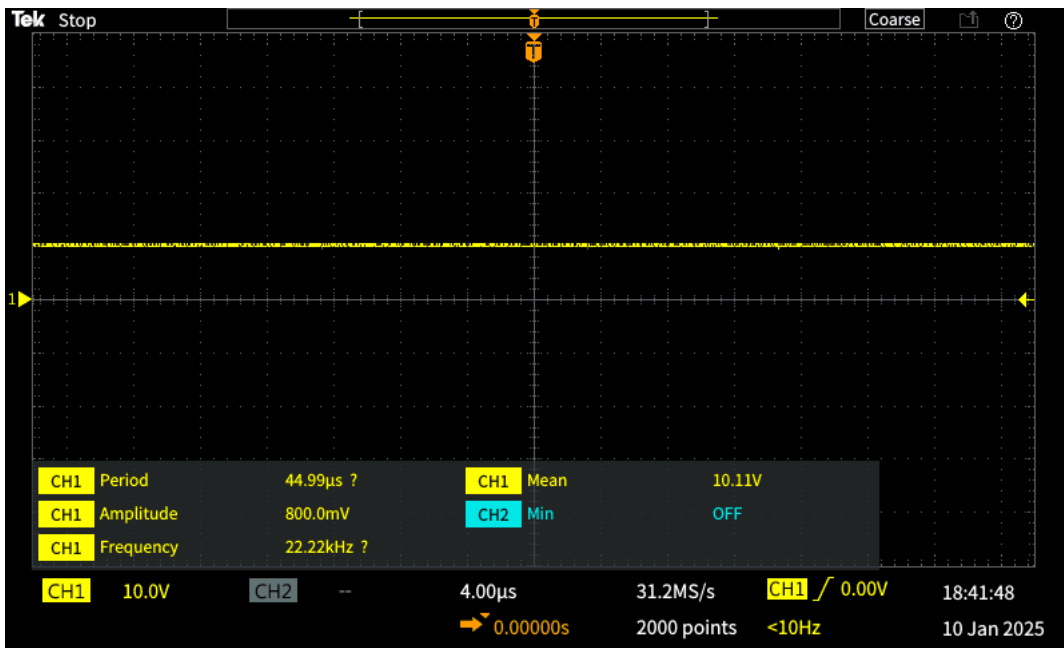 Tek Stop [ T ] Coarse ?
T
1
CH1 Period 44.99µs ? CH1 Mean 10.11V
CH1 Amplitude 800.0mV CH2 Min OFF
CH1 Frequency 22.22kHz ?
CH1 10.0V CH2 -- 4.00µs 31.2MS/s CH1 0.00V 18:41:48
0.00000s 2000 points <10Hz 10 Jan 2025